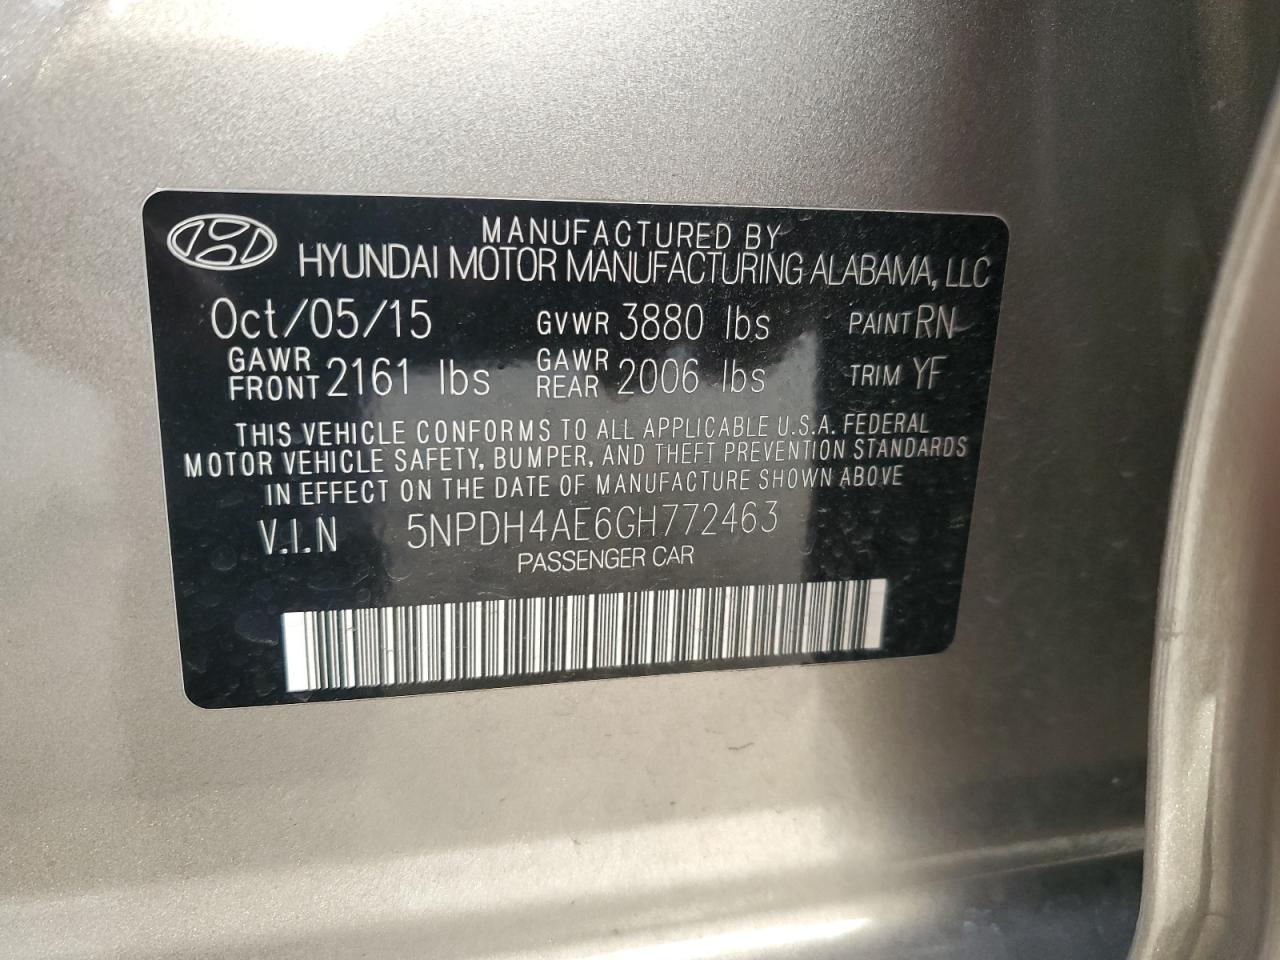 MANUFACTURED BY
HYUNDAI MOTOR MANUFACTURING ALABAMA, LLC
Oct/05/15 GVWR 3880 lbs PAINT RN
GAWR FRONT 2161 lbs GAWR REAR 2006 lbs TRIM YF
THIS VEHICLE CONFORMS TO ALL APPLICABLE U.S.A. FEDERAL
MOTOR VEHICLE SAFETY, BUMPER, AND THEFT PREVENTION STANDARDS
IN EFFECT ON THE DATE OF MANUFACTURE SHOWN ABOVE
V.I.N 5NPDH4AE6GH772463
PASSENGER CAR